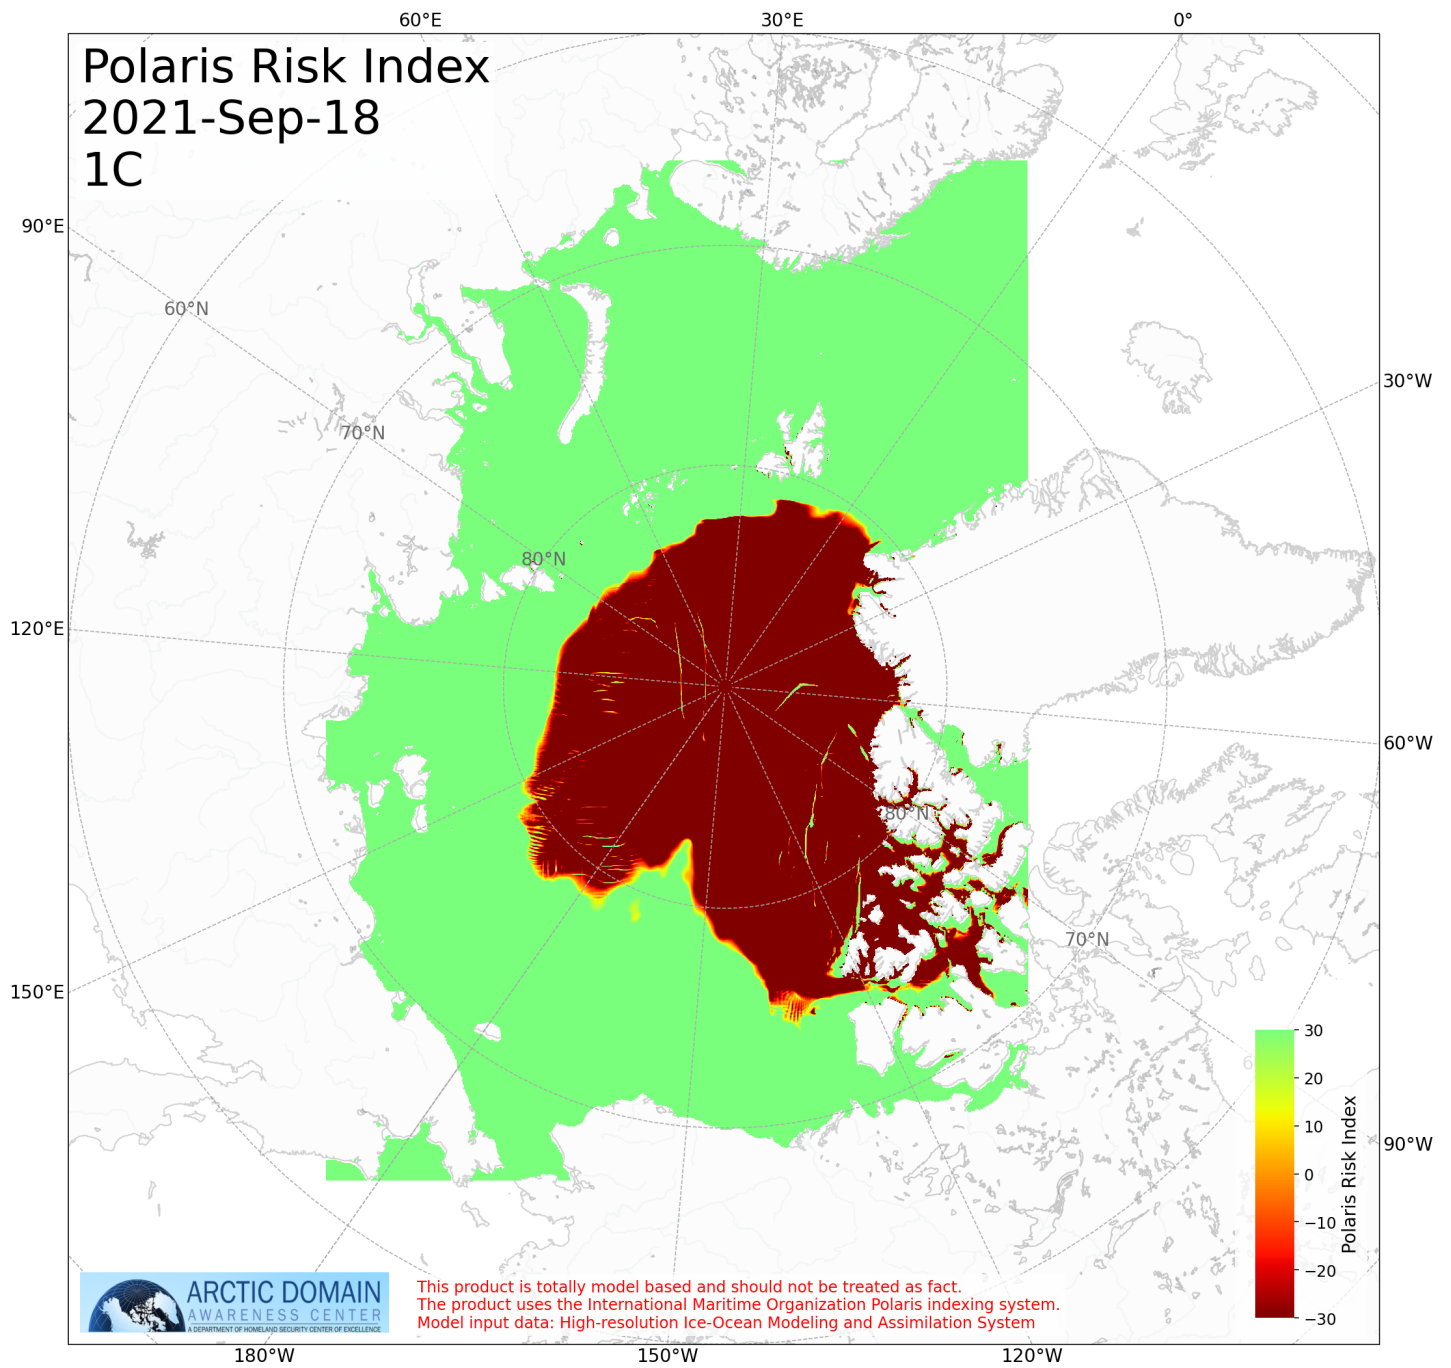 60°E
30°E
0°
Polaris Risk Index
2021-Sep-18
1C
90°E
60°N
30°W
70°N
80°N
120°E
60°W
80°N
70°N
150°E
30
20
10
0
−10
−20
−30
Polaris Risk Index
90°W
ARCTIC DOMAIN
AWARENESS CENTER
A DEPARTMENT OF HOMELAND SECURITY CENTER OF EXCELLENCE
This product is totally model based and should not be treated as fact.
The product uses the International Maritime Organization Polaris indexing system.
Model input data: High-resolution Ice-Ocean Modeling and Assimilation System
180°W
150°W
120°W